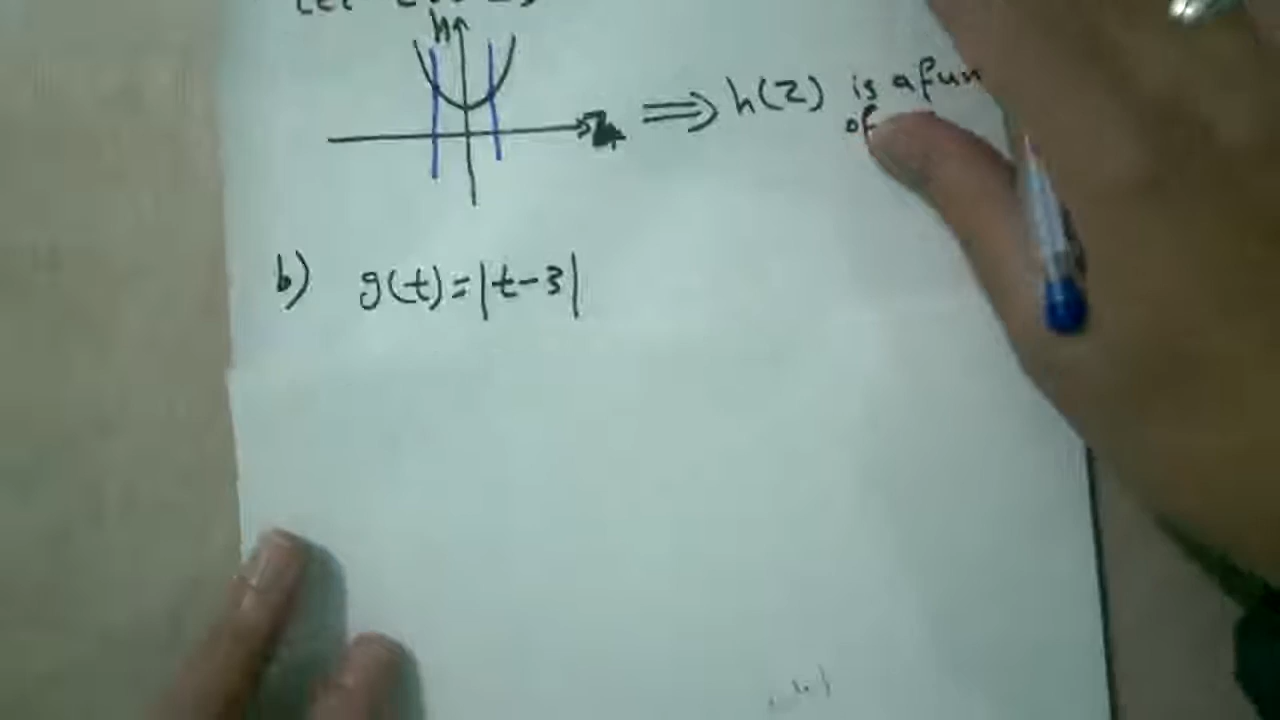 h
z ⟹ h(z) is a fun
of
b) g(t)=|t-3|